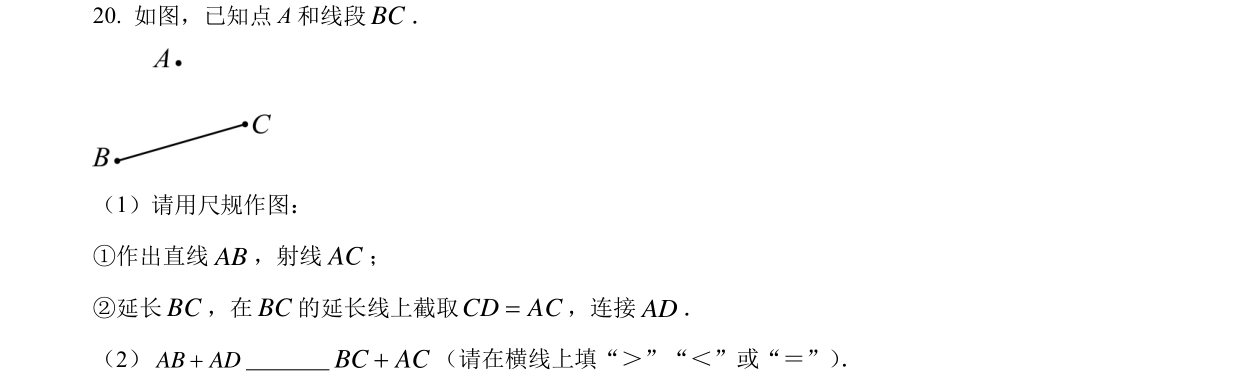 20. 如图，已知点 A 和线段 BC．
A
C
B
（1）请用尺规作图：
①作出直线 AB，射线 AC；
②延长 BC，在 BC 的延长线上截取 CD = AC，连接 AD．
（2） AB + AD _______ BC + AC（请在横线上填“＞”“＜”或“＝”）．